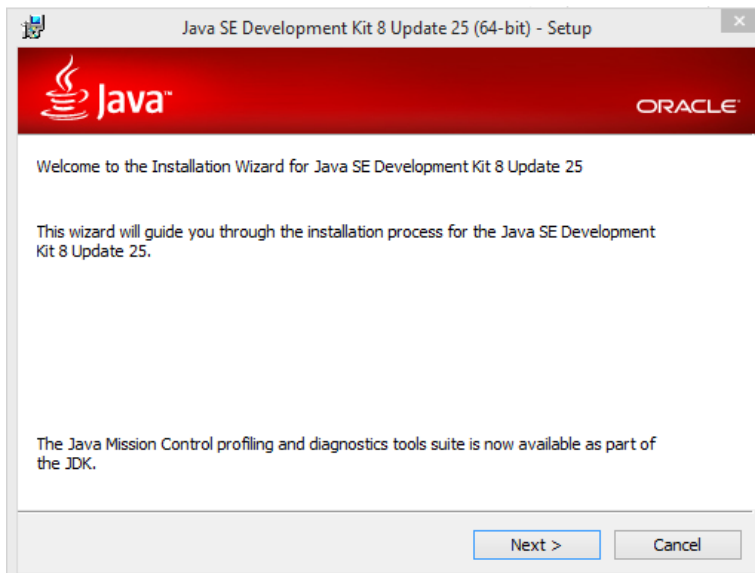 Java SE Development Kit 8 Update 25 (64-bit) - Setup
Java™
ORACLE®
Welcome to the Installation Wizard for Java SE Development Kit 8 Update 25
This wizard will guide you through the installation process for the Java SE Development
Kit 8 Update 25.
The Java Mission Control profiling and diagnostics tools suite is now available as part of
the JDK.
Next >
Cancel